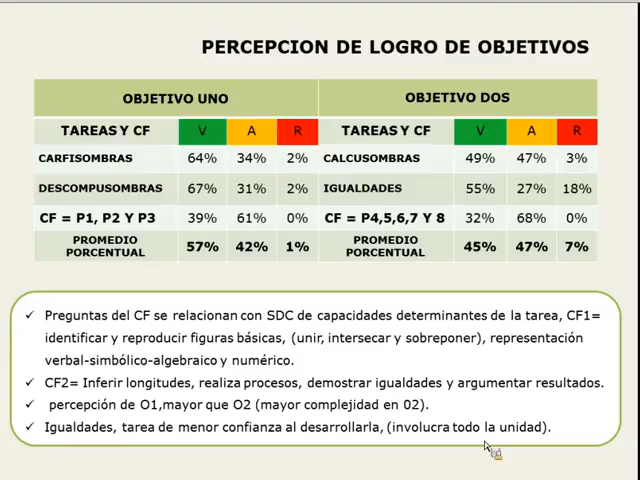 PERCEPCION DE LOGRO DE OBJETIVOS
OBJETIVO UNO OBJETIVO DOS
TAREAS Y CF V A R TAREAS Y CF V A R
CARFISOMBRAS 64% 34% 2% CALCUSOMBRAS 49% 47% 3%
DESCOMPUSOMBRAS 67% 31% 2% IGUALDADES 55% 27% 18%
CF = P1, P2 Y P3 39% 61% 0% CF = P4,5,6,7 Y 8 32% 68% 0%
PROMEDIO PORCENTUAL 57% 42% 1% PROMEDIO PORCENTUAL 45% 47% 7%
✓ Preguntas del CF se relacionan con SDC de capacidades determinantes de la tarea, CF1=
identificar y reproducir figuras básicas, (unir, intersecar y sobreponer), representación
verbal-simbólico-algebraico y numérico.
✓ CF2= Inferir longitudes, realiza procesos, demostrar igualdades y argumentar resultados.
✓ percepción de O1,mayor que O2 (mayor complejidad en 02).
✓ Igualdades, tarea de menor confianza al desarrollarla, (involucra todo la unidad).